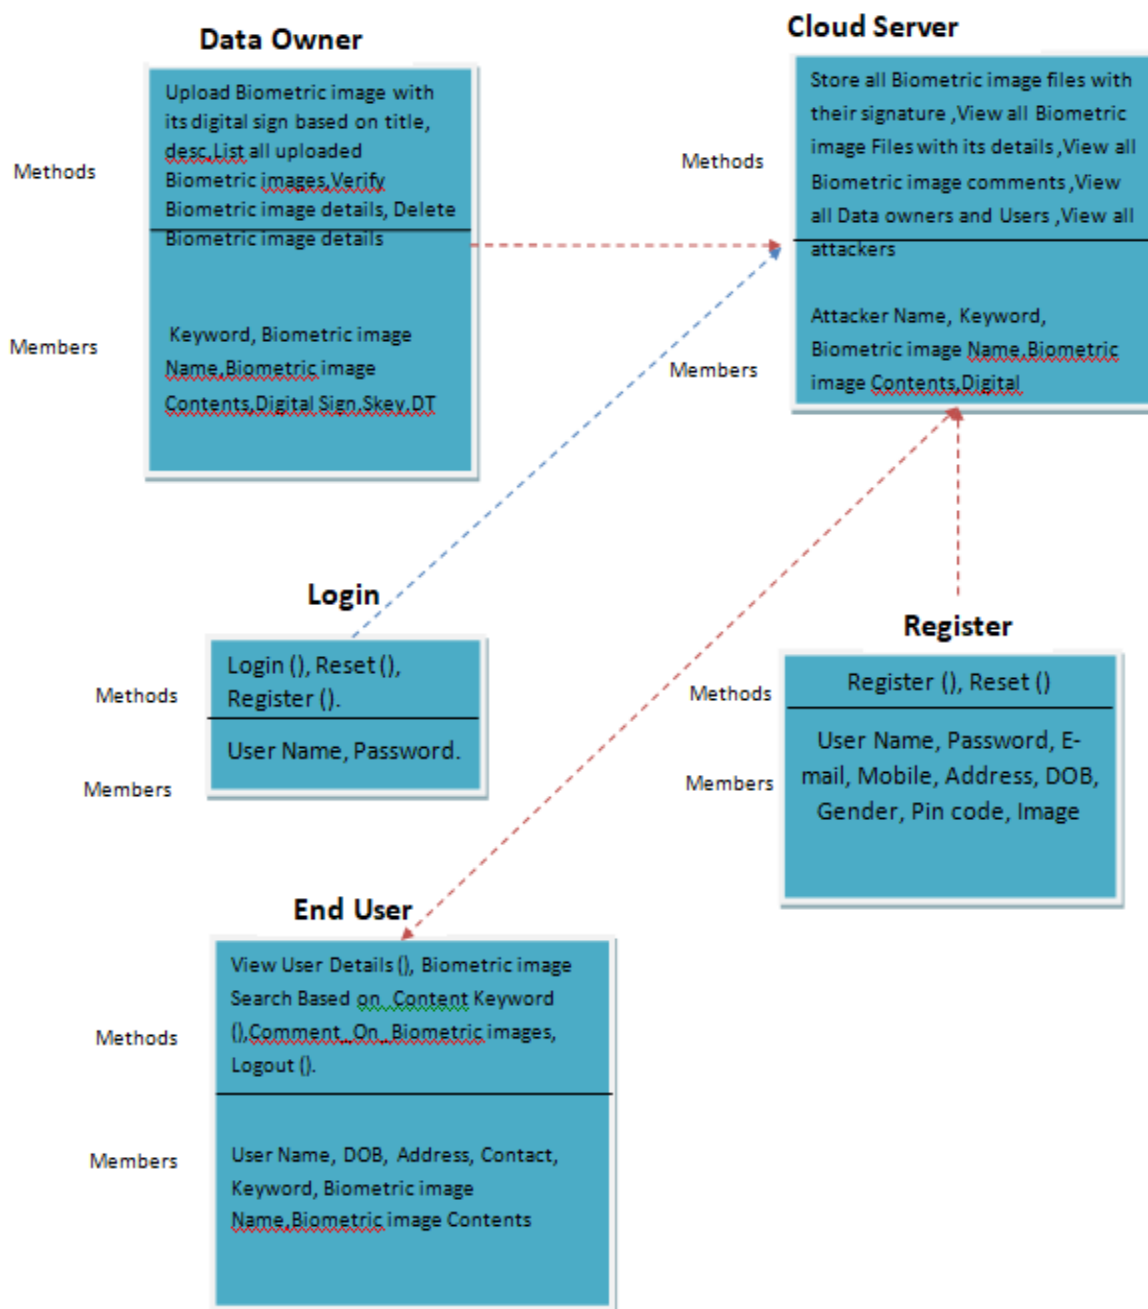 Data Owner
Methods
Upload Biometric image with
its digital sign based on title,
desc,List all uploaded
Biometric images,Verify
Biometric image details, Delete
Biometric image details
Members
Keyword, Biometric image
Name,Biometric image
Contents,Digital Sign,Skey,DT
Cloud Server
Methods
Store all Biometric image files with
their signature ,View all Biometric
image Files with its details ,View all
Biometric image comments ,View
all Data owners and Users ,View all
attackers
Members
Attacker Name, Keyword,
Biometric image Name,Biometric
image Contents,Digital
Login
Methods
Login (), Reset (),
Register ().
Members
User Name, Password.
Register
Methods
Register (), Reset ()
Members
User Name, Password, E-
mail, Mobile, Address, DOB,
Gender, Pin code, Image
End User
Methods
View User Details (), Biometric image
Search Based on Content Keyword
(),Comment On Biometric images,
Logout ().
Members
User Name, DOB, Address, Contact,
Keyword, Biometric image
Name,Biometric image Contents